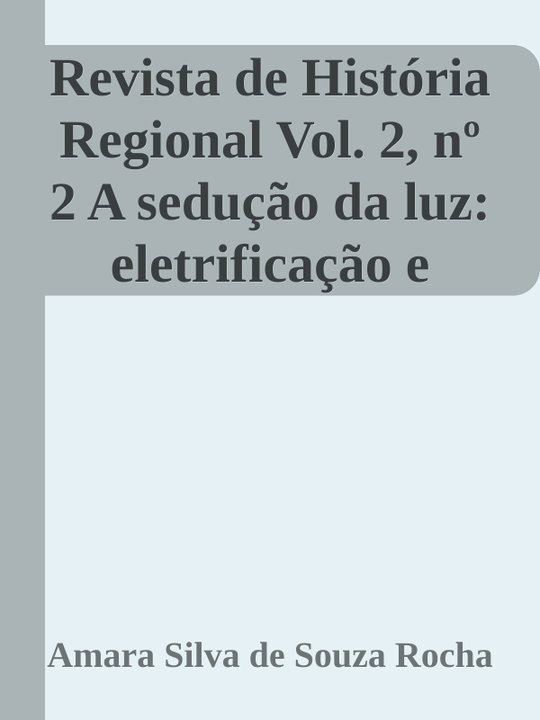 Revista de História
Regional Vol. 2, nº
2 A sedução da luz:
eletrificação e
Amara Silva de Souza Rocha